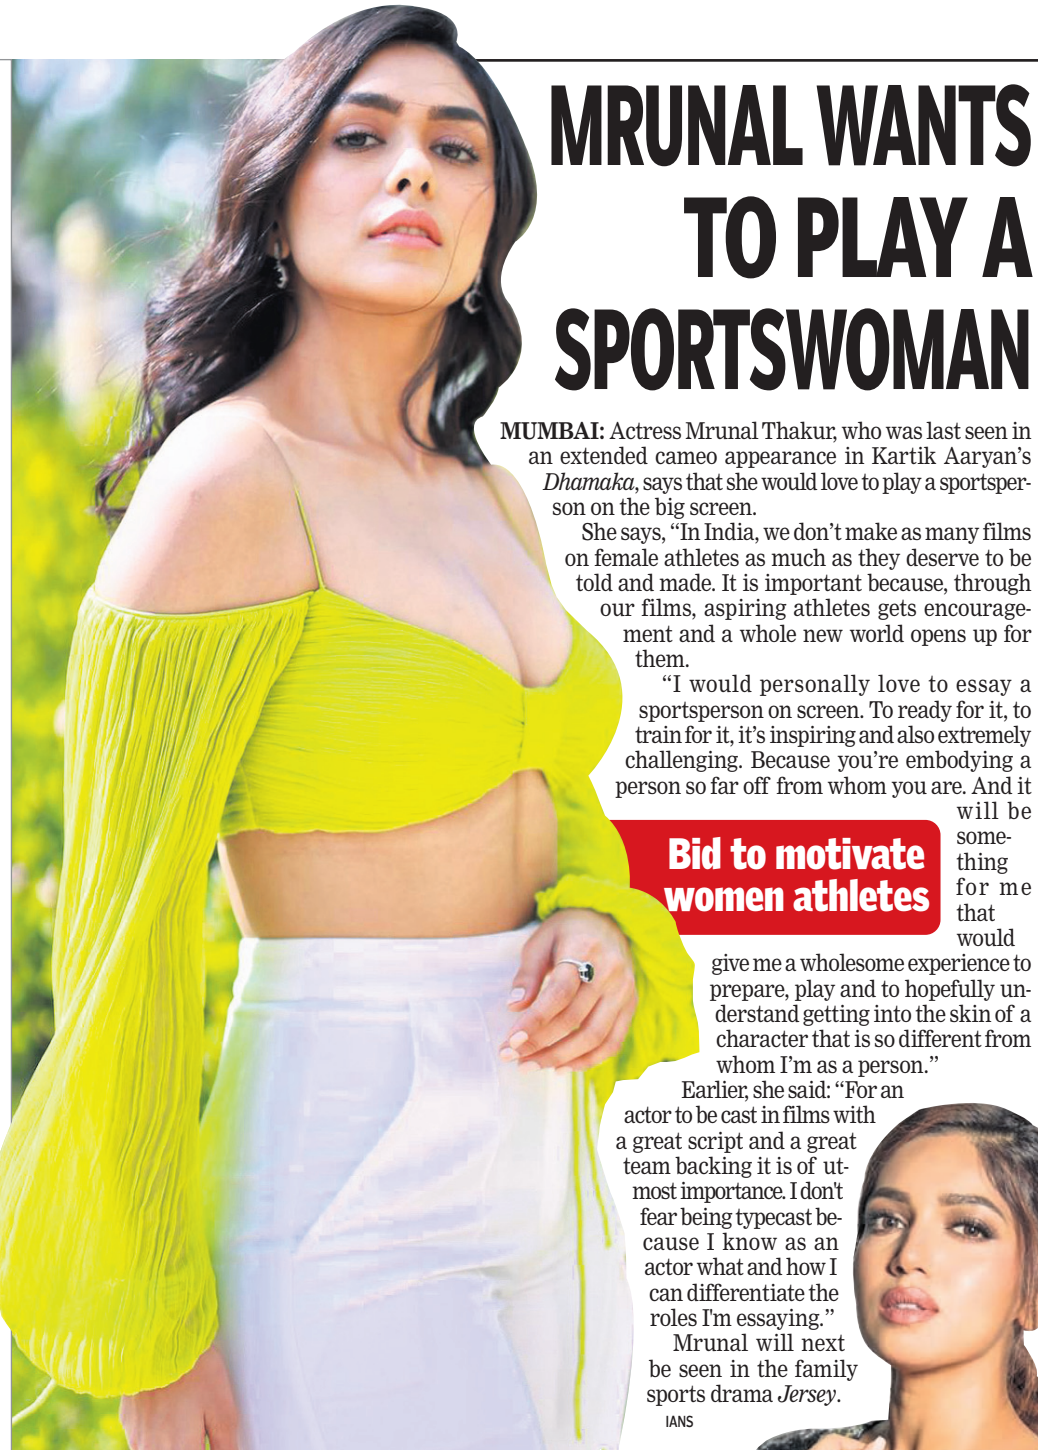 MRUNAL WANTS
TO PLAY A
SPORTSWOMAN
MUMBAI: Actress Mrunal Thakur, who was last seen in
an extended cameo appearance in Kartik Aaryan's
Dhamaka, says that she would love to play a sportsper-
son on the big screen.
She says, “In India, we don’t make as many films
on female athletes as much as they deserve to be
told and made. It is important because, through
our films, aspiring athletes gets encourage-
ment and a whole new world opens up for
them.
“I would personally love to essay a
sportsperson on screen. To ready for it, to
train for it, it’s inspiring and also extremely
challenging. Because you’re embodying a
person so far off from whom you are. And it
will be
some-
thing
for me
that
would
give me a wholesome experience to
prepare, play and to hopefully un-
derstand getting into the skin of a
character that is so different from
whom I’m as a person.”
Earlier, she said: “For an
actor to be cast in films with
a great script and a great
team backing it is of ut-
most importance. I don't
fear being typecast be-
cause I know as an
actor what and how I
can differentiate the
roles I'm essaying.”
Mrunal will next
be seen in the family
sports drama Jersey.
IANS
Bid to motivate
women athletes